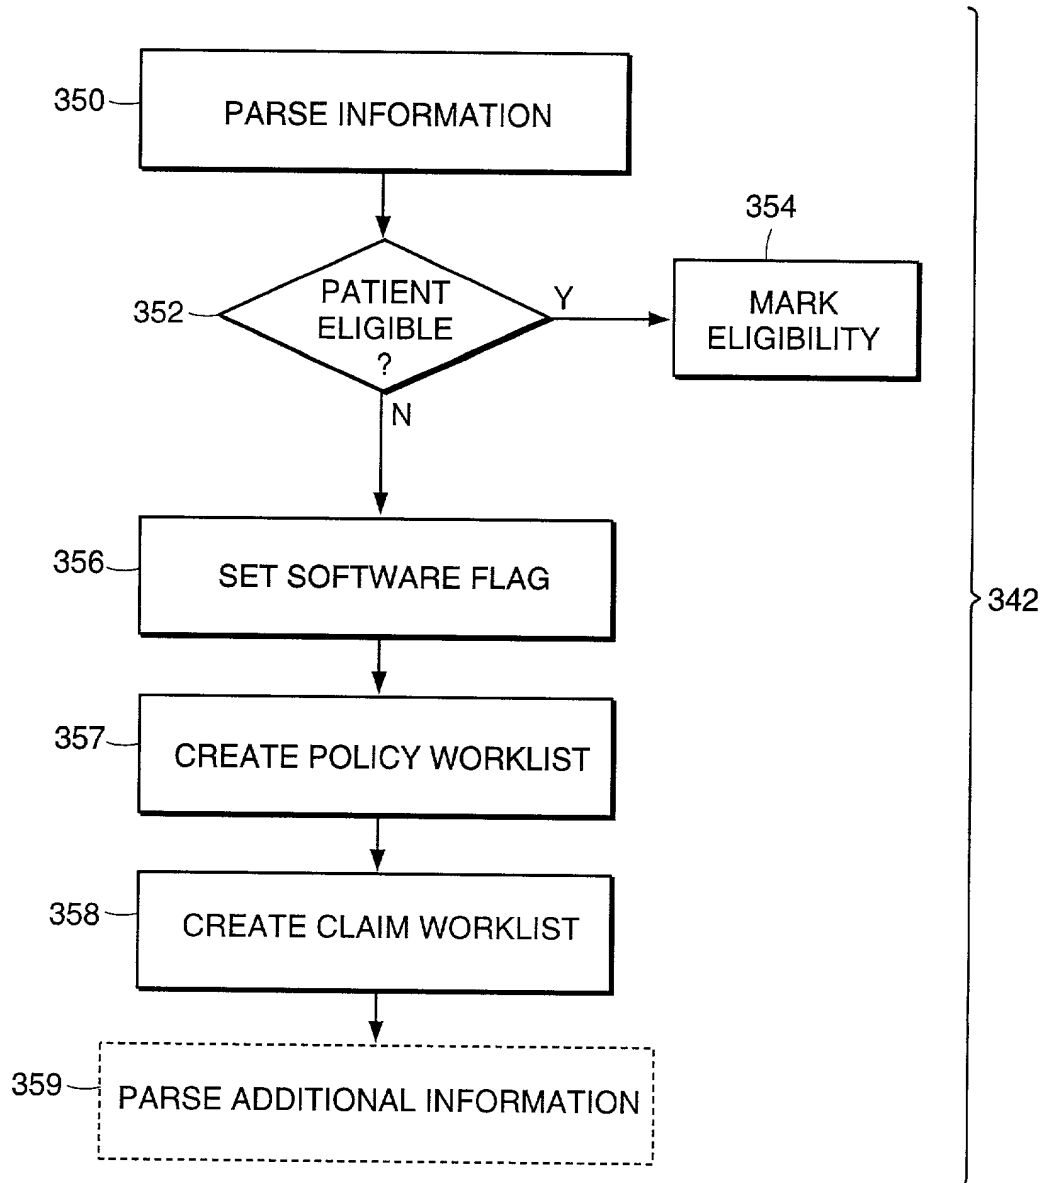 350
PARSE INFORMATION
354
352
PATIENT
ELIGIBLE
?
Y
MARK
ELIGIBILITY
N
356
SET SOFTWARE FLAG
342
357
CREATE POLICY WORKLIST
358
CREATE CLAIM WORKLIST
359
PARSE ADDITIONAL INFORMATION